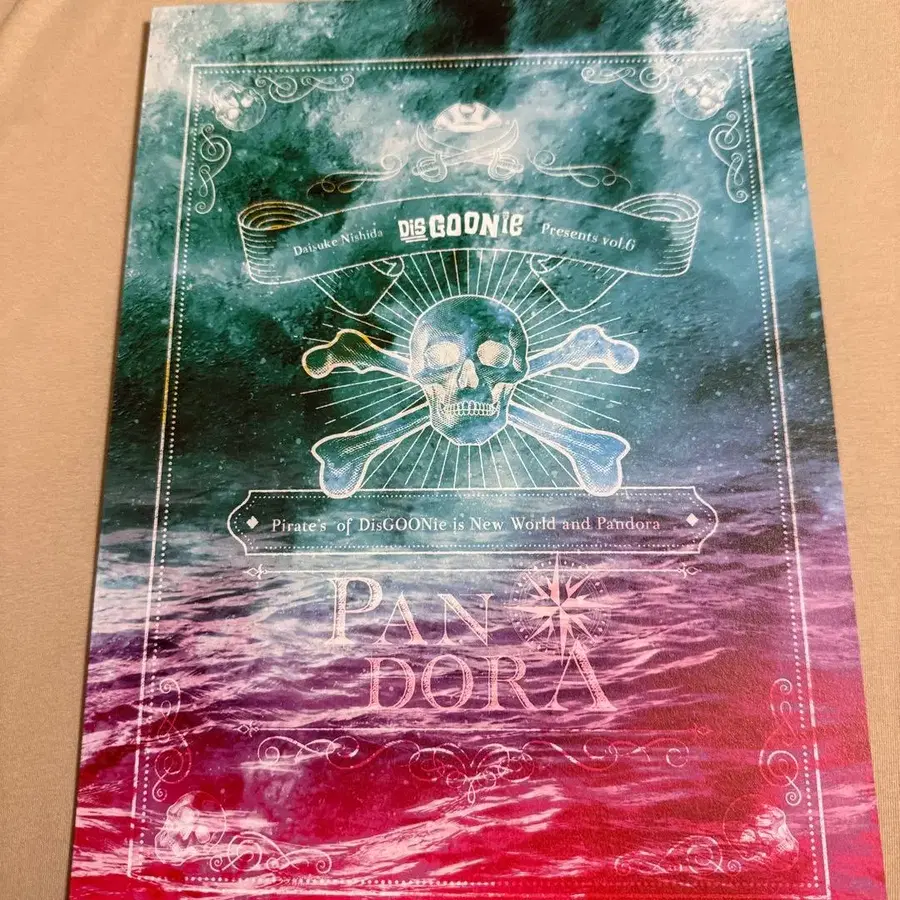 Daisuke Nishida DisGOONie Presents vol.6
Pirate's of DisGOONie is New World and Pandora
PAN
DORA